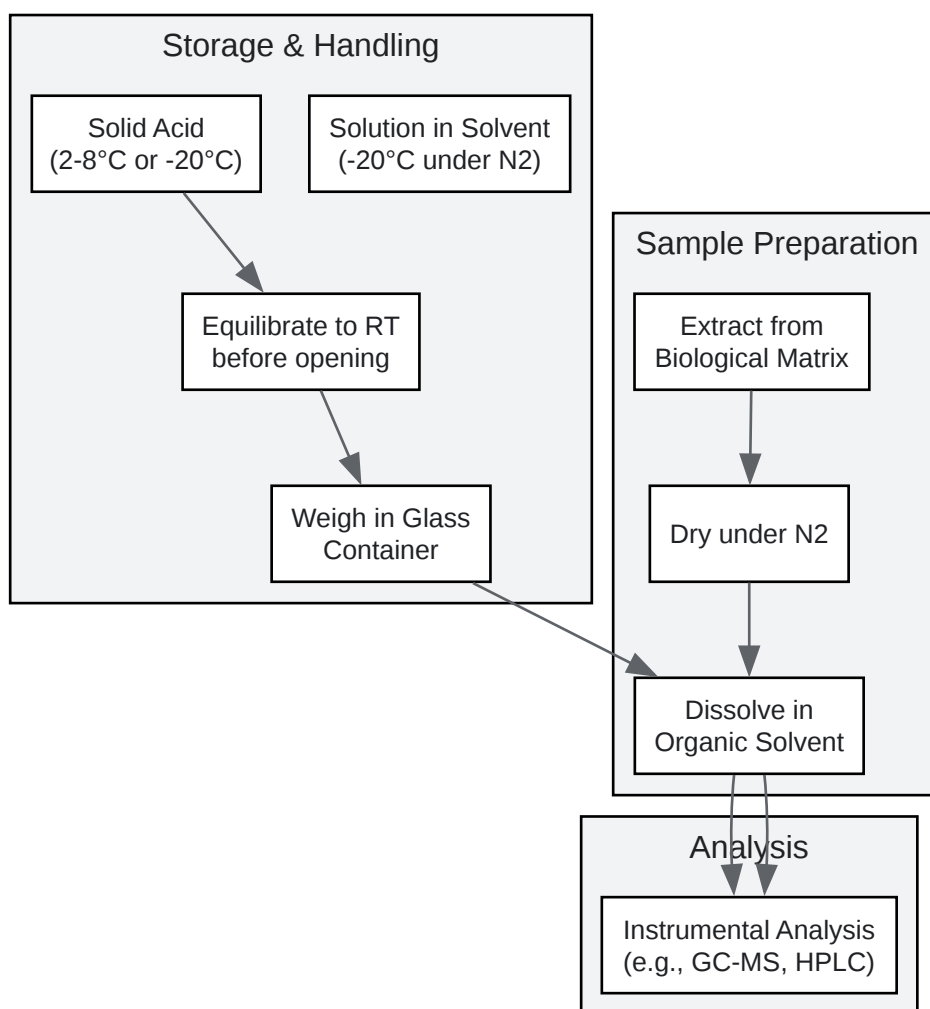 Storage & Handling
Solid Acid
(2-8°C or -20°C)
Solution in Solvent
(-20°C under N2)
Equilibrate to RT
before opening
Weigh in Glass
Container
Sample Preparation
Extract from
Biological Matrix
Dry under N2
Dissolve in
Organic Solvent
Analysis
Instrumental Analysis
(e.g., GC-MS, HPLC)